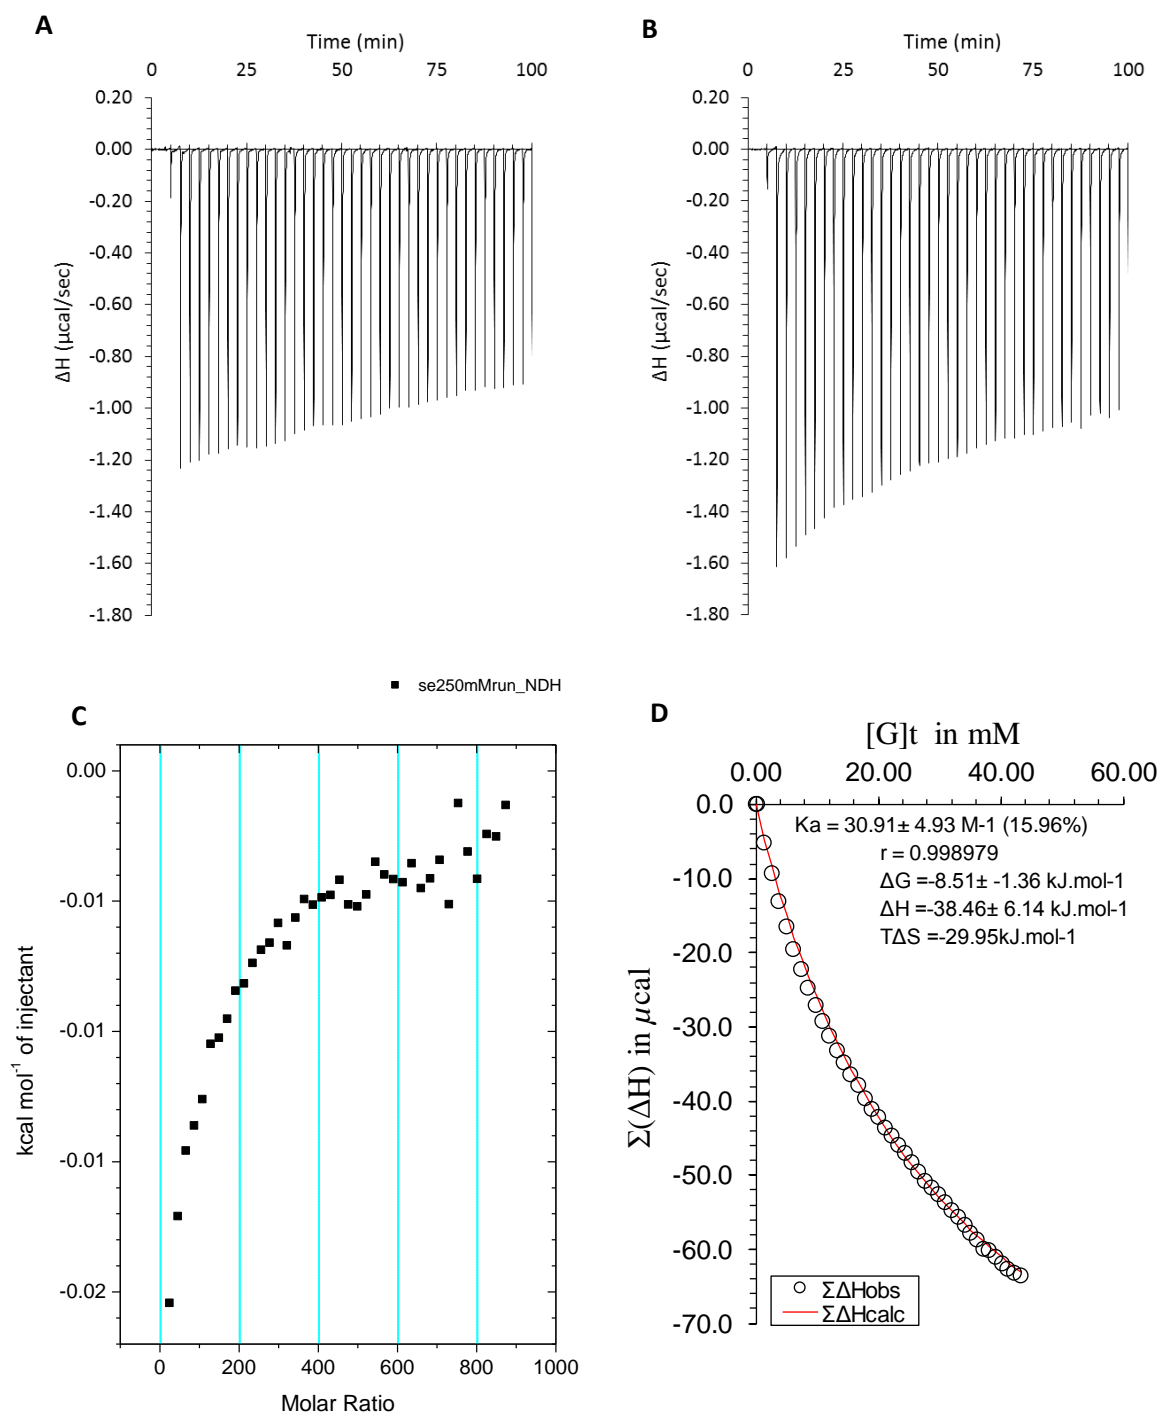 A
Time (min)
0 25 50 75 100
0.20
0.00
-0.20
-0.40
-0.60
-0.80
-1.00
-1.20
-1.40
-1.60
-1.80
ΔH (µcal/sec)
B
Time (min)
0 25 50 75 100
0.20
0.00
-0.20
-0.40
-0.60
-0.80
-1.00
-1.20
-1.40
-1.60
-1.80
ΔH (µcal/sec)
C
se250mMrun_NDH
0.00
-0.01
-0.01
-0.01
-0.02
kcal mol⁻¹ of injectant
0 200 400 600 800 1000
Molar Ratio
D
[G]t in mM
0.00 20.00 40.00 60.00
0.0
-10.0
-20.0
-30.0
-40.0
-50.0
-60.0
-70.0
Σ(ΔH) in µcal
Ka = 30.91± 4.93 M-1 (15.96%)
r = 0.998979
ΔG =-8.51± -1.36 kJ.mol-1
ΔH =-38.46± 6.14 kJ.mol-1
TΔS =-29.95kJ.mol-1
ΣΔHobs
ΣΔHcalc